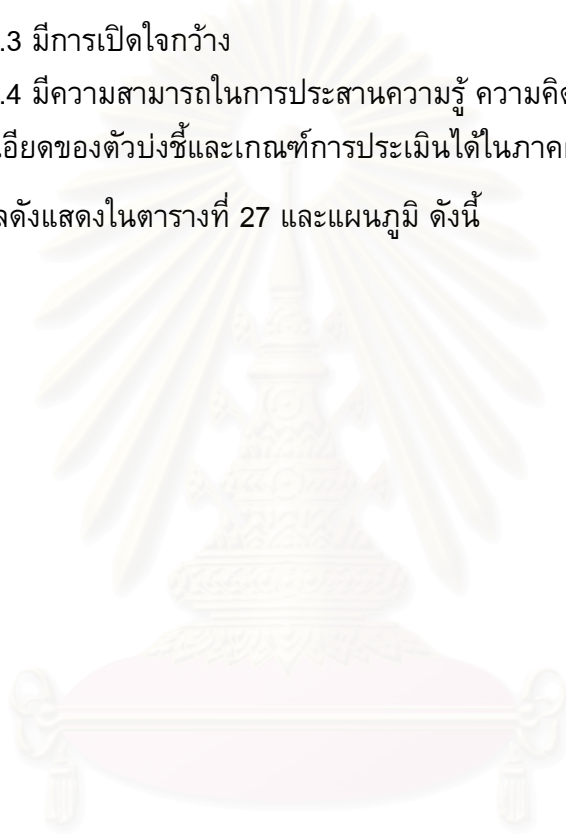 .3 มีการเปิดใจกว้าง
.4 มีความสามารถในการประสานความรู้ ความคิด
เอียดของตัวบ่งชี้และเกณฑ์การประเมินได้ในภาค
ลดังแสดงในตารางที่ 27 และแผนภูมิ ดังนี้